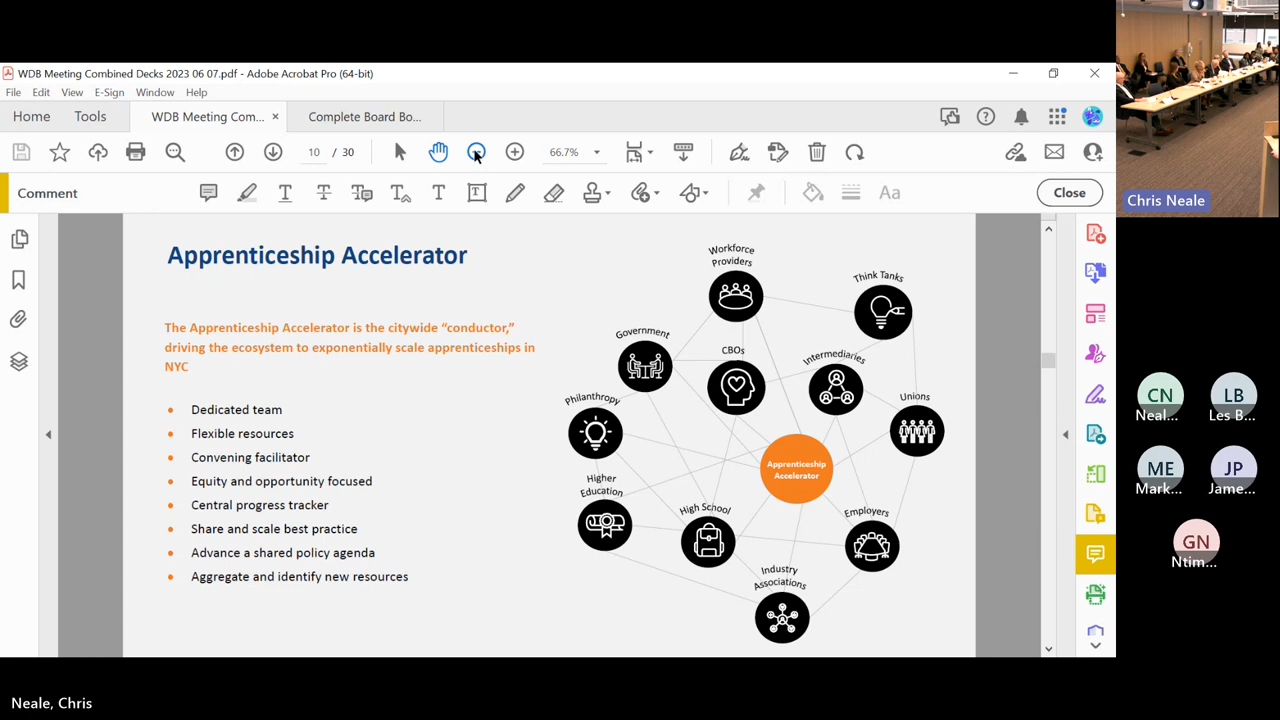 WDB Meeting Combined Decks 2023 06 07.pdf - Adobe Acrobat Pro (64-bit)
File Edit View E-Sign Window Help
Home Tools WDB Meeting Com... × Complete Board Bo...
10 / 30 66.7%
Comment Aa Close
Apprenticeship Accelerator
The Apprenticeship Accelerator is the citywide “conductor,”
driving the ecosystem to exponentially scale apprenticeships in
NYC
• Dedicated team
• Flexible resources
• Convening facilitator
• Equity and opportunity focused
• Central progress tracker
• Share and scale best practice
• Advance a shared policy agenda
• Aggregate and identify new resources
Workforce
Providers
Think Tanks
Government
CBOs
Intermediaries
Philanthropy
Unions
Apprenticeship
Accelerator
Higher
Education
High School
Employers
Industry
Associations
Chris Neale
CN LB
Neal... Les B...
ME JP
Mark... Jame...
GN
Ntim...
Neale, Chris